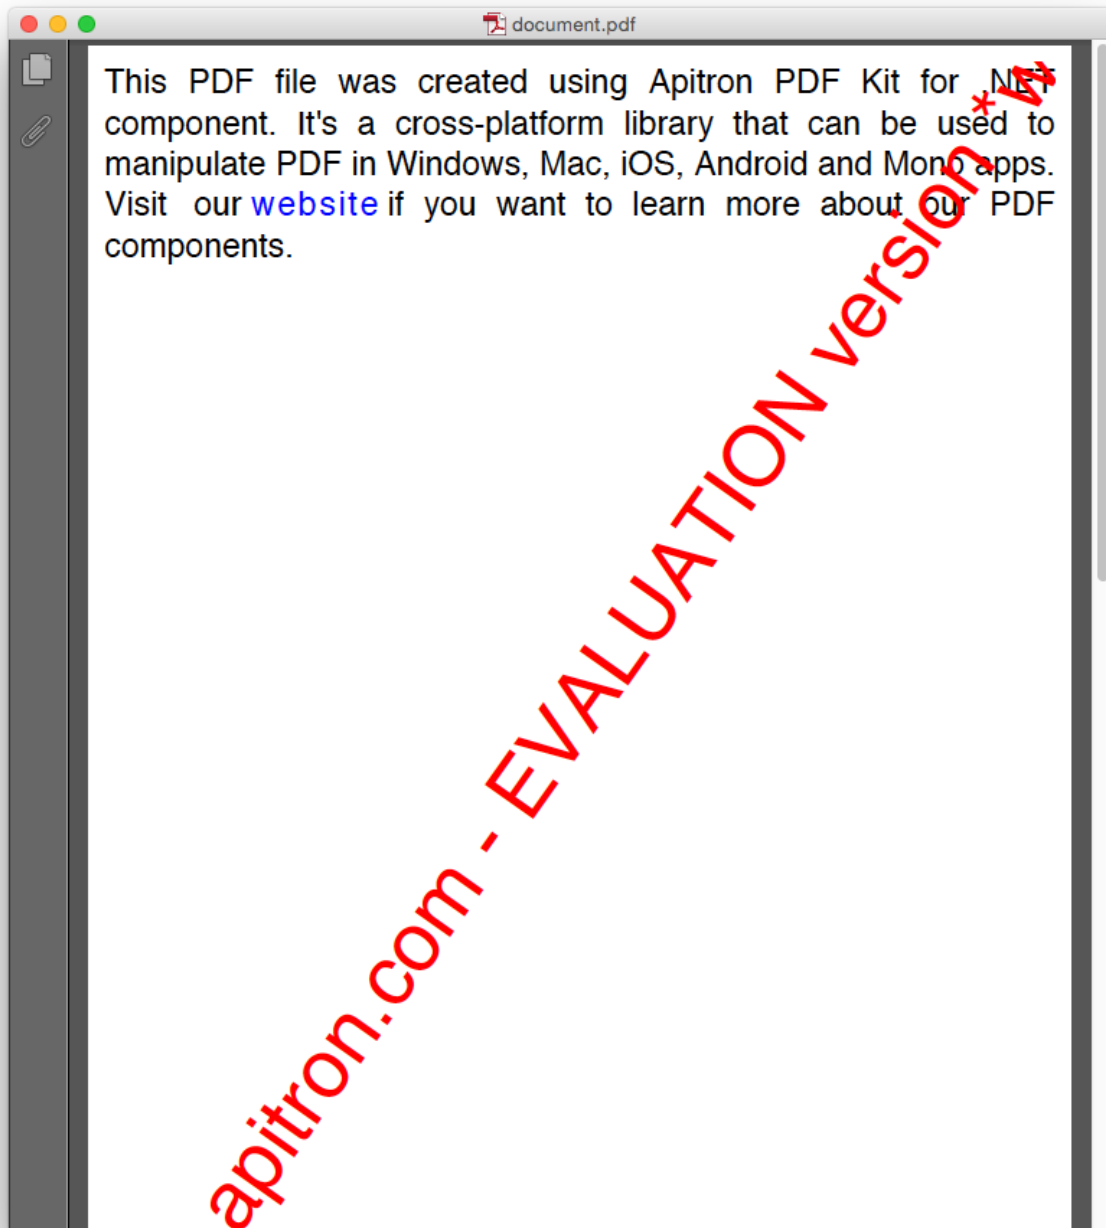 document.pdf
This PDF file was created using Apitron PDF Kit for .NET
component. It's a cross-platform library that can be used to
manipulate PDF in Windows, Mac, iOS, Android and Mono apps.
Visit our website if you want to learn more about our PDF
components.
apitron.com - EVALUATION version *w